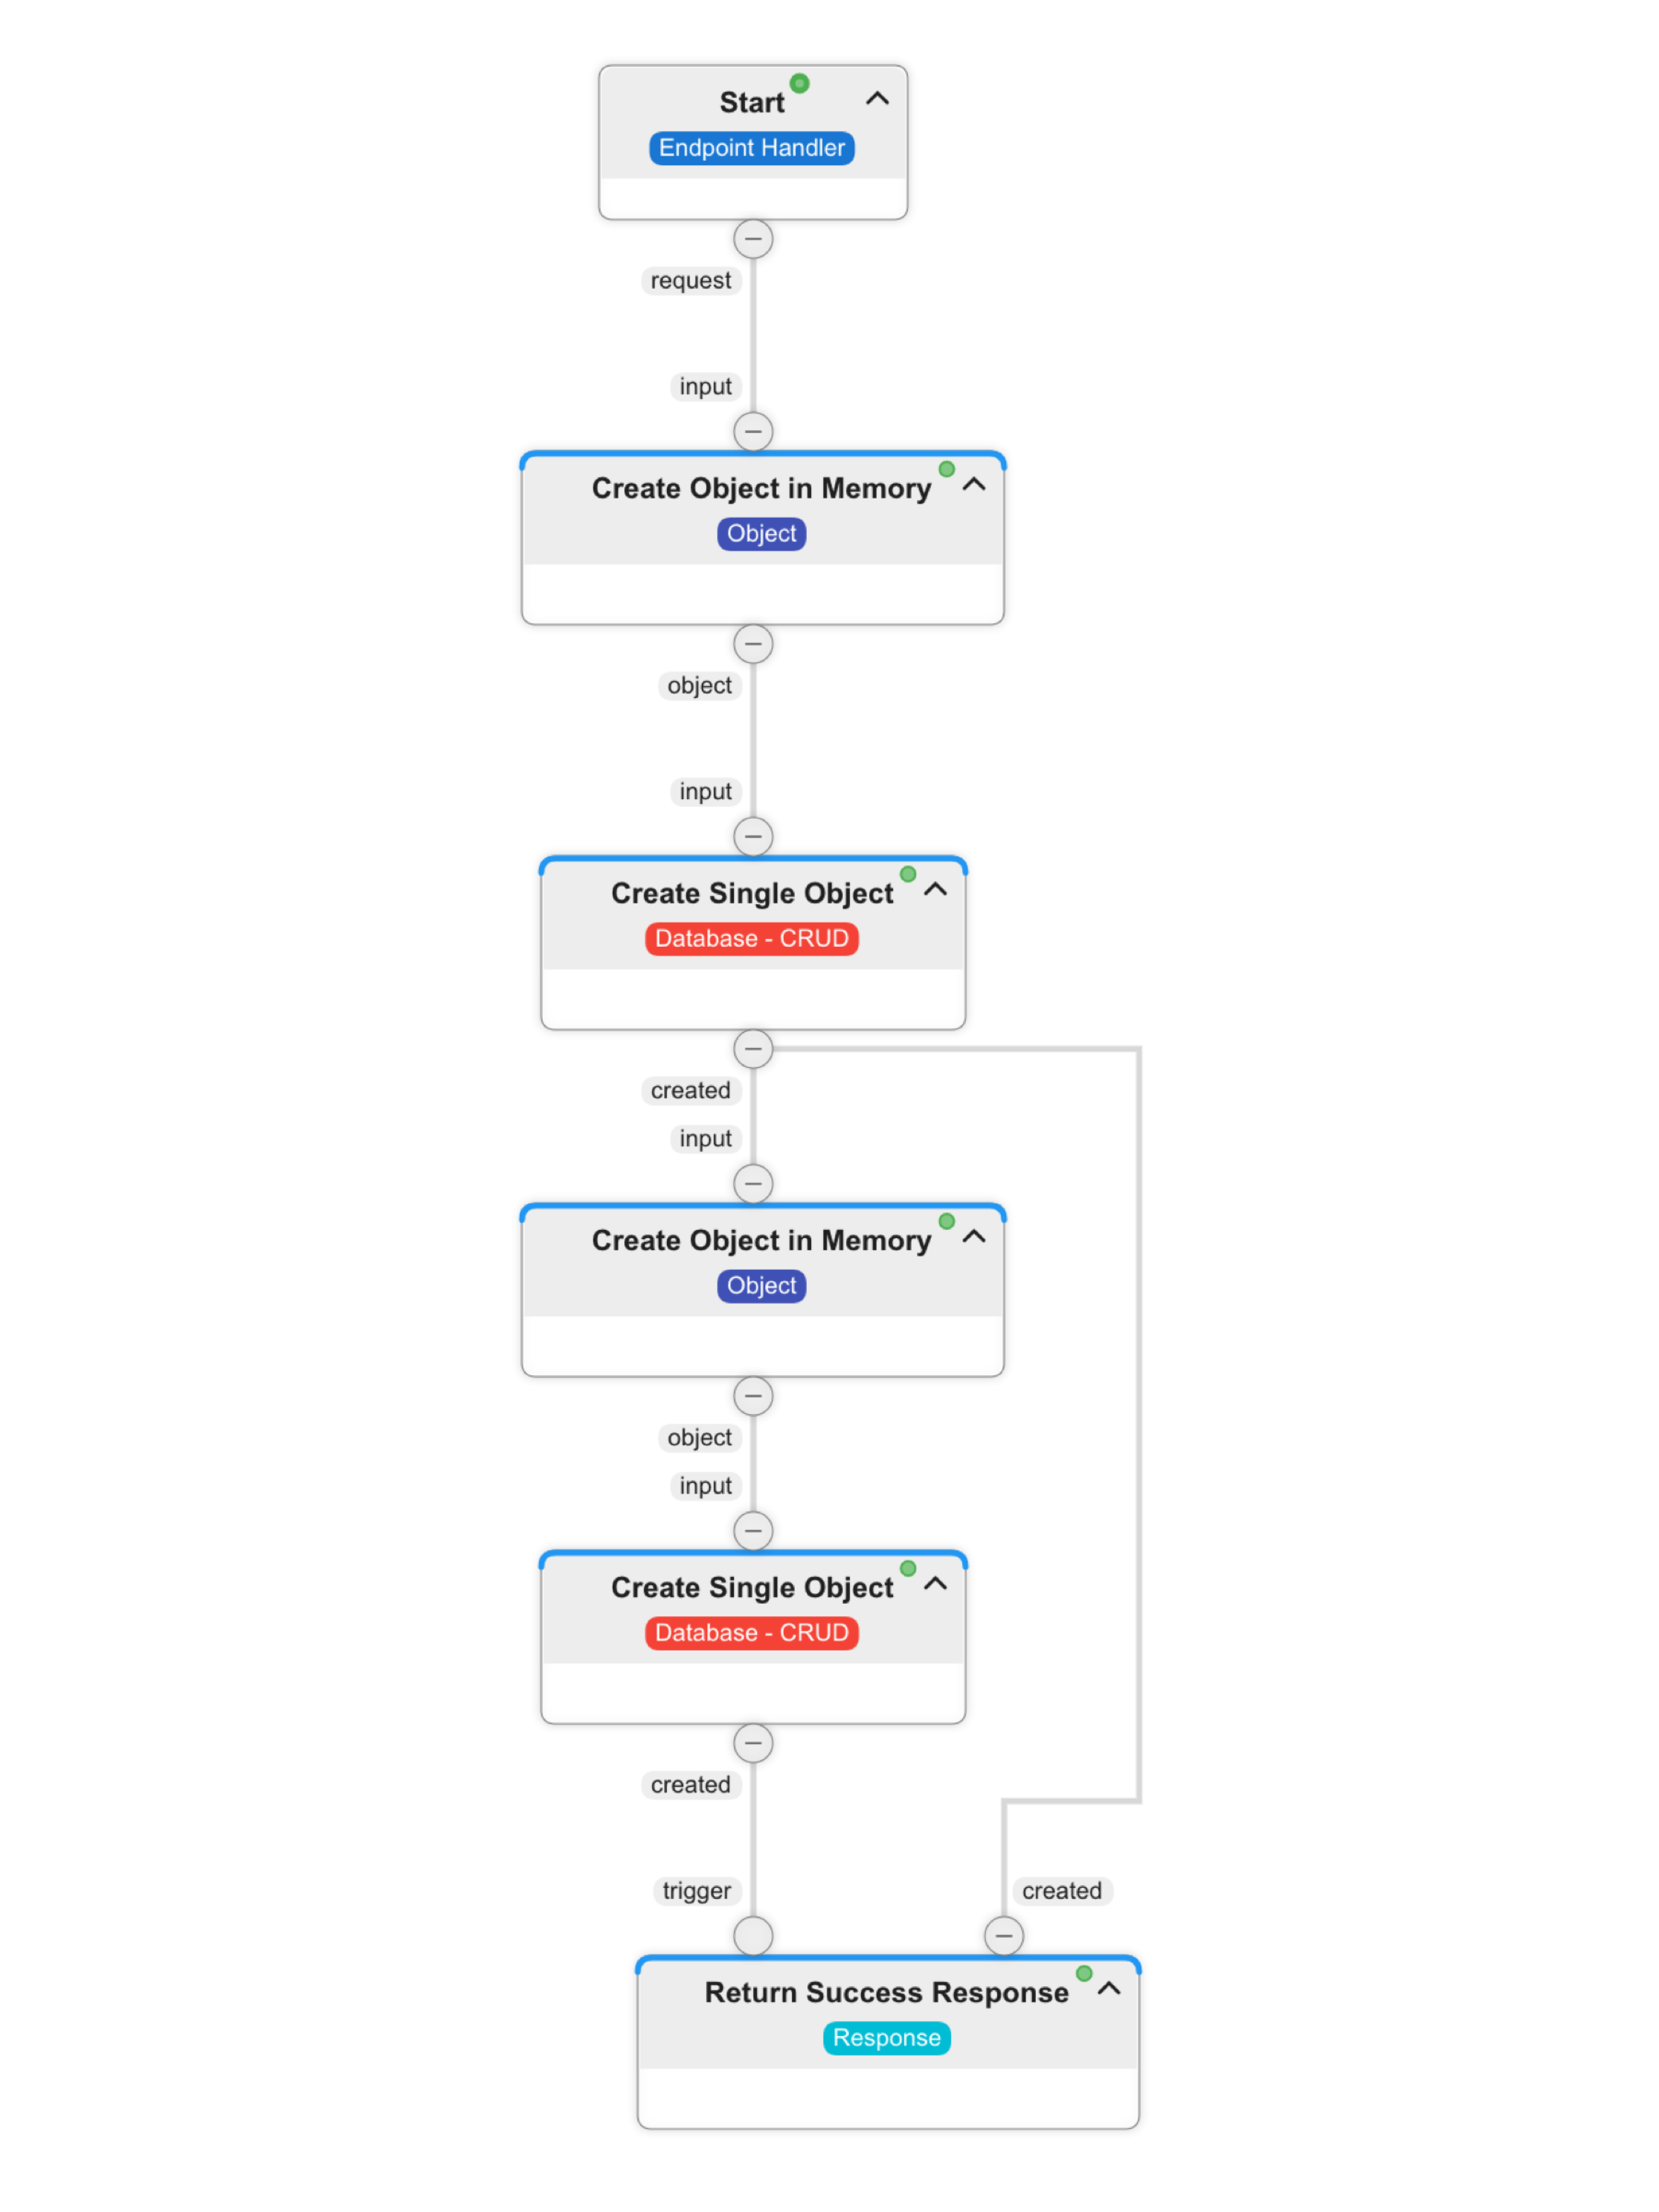 Start
Endpoint Handler
request
input
Create Object in Memory
Object
object
input
Create Single Object
Database - CRUD
created
input
Create Object in Memory
Object
object
input
Create Single Object
Database - CRUD
created
trigger
created
Return Success Response
Response